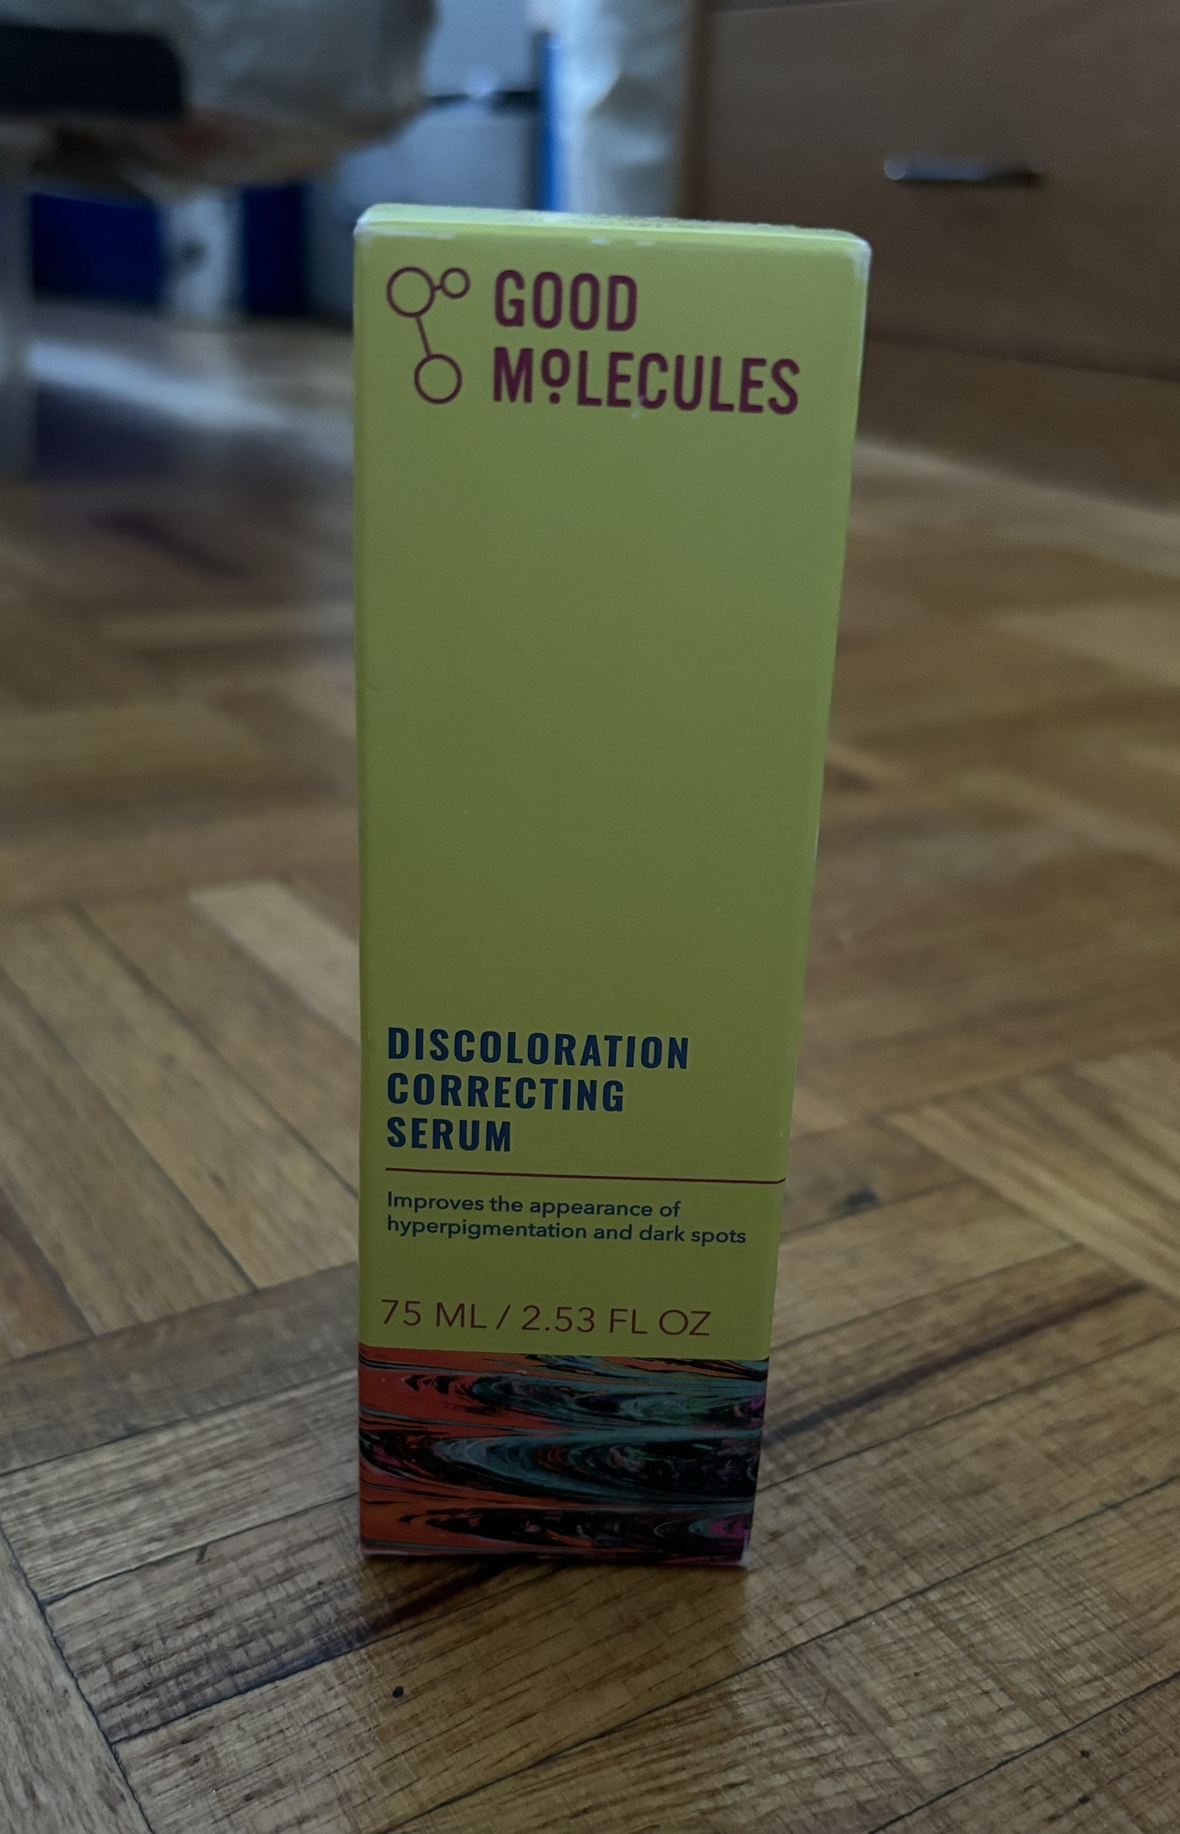 GOOD
MOLECULES
DISCOLORATION
CORRECTING
SERUM
Improves the appearance of
hyperpigmentation and dark spots
75 ML / 2.53 FL OZ